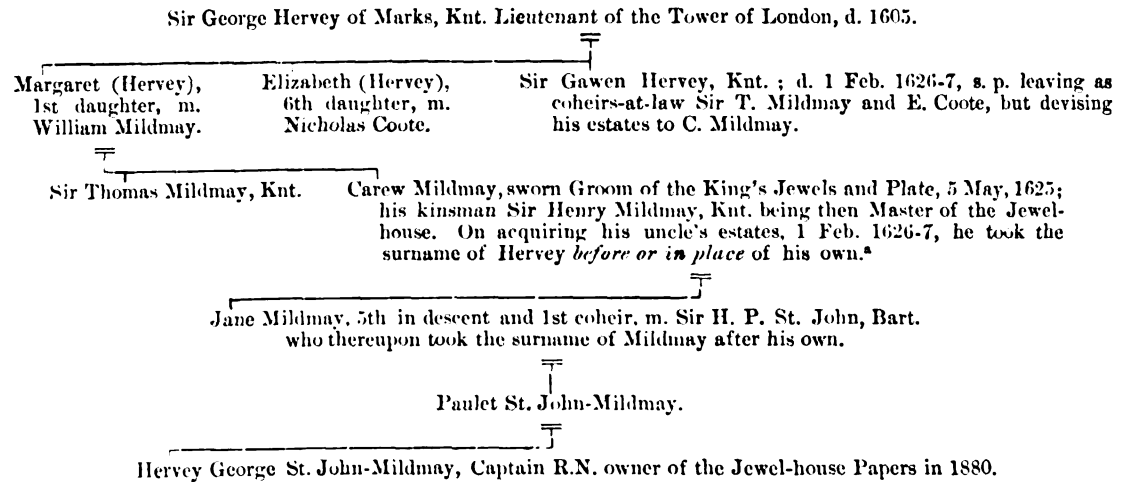 Sir George Hervey of Marks, Knt. Lieutenant of the Tower of London, d. 1605.
Margaret (Hervey),
1st daughter, m.
William Mildmay.
Elizabeth (Hervey),
6th daughter, m.
Nicholas Coote.
Sir Gawen Hervey, Knt. ; d. 1 Feb. 1626-7, s. p. leaving as
coheirs-at-law Sir T. Mildmay and E. Coote, but devising
his estates to C. Mildmay.
Sir Thomas Mildmay, Knt.
Carew Mildmay, sworn Groom of the King's Jewels and Plate, 5 May, 1625;
his kinsman Sir Henry Mildmay, Knt. being then Master of the Jewel-
house. On acquiring his uncle's estates, 1 Feb. 1626-7, he took the
surname of Hervey before or in place of his own.ª
Jane Mildmay, 5th in descent and 1st coheir, m. Sir H. P. St. John, Bart.
who thereupon took the surname of Mildmay after his own.
Paulet St. John-Mildmay.
Hervey George St. John-Mildmay, Captain R.N. owner of the Jewel-house Papers in 1880.